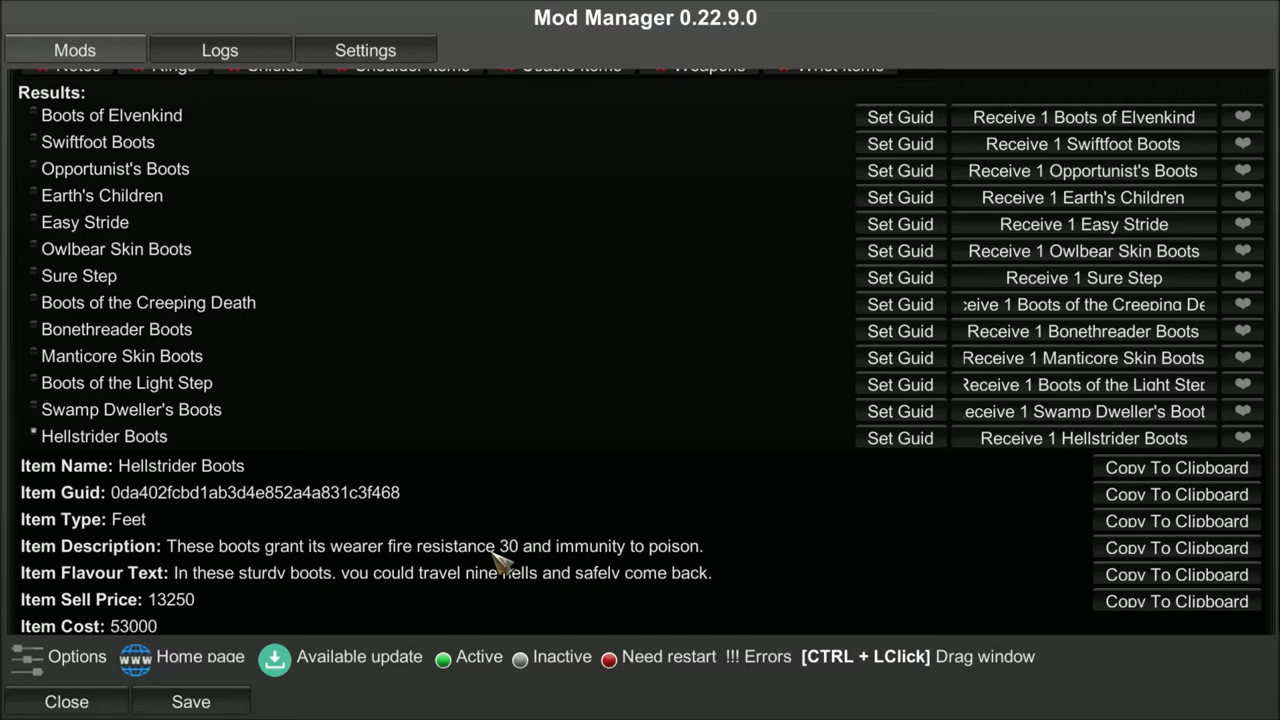 Mod Manager 0.22.9.0
Mods Logs Settings
Notes Rings Shields Shoulder Items Usable Items Weapons Wrist Items
Results:
Boots of Elvenkind Set Guid Receive 1 Boots of Elvenkind
Swiftfoot Boots Set Guid Receive 1 Swiftfoot Boots
Opportunist's Boots Set Guid Receive 1 Opportunist's Boots
Earth's Children Set Guid Receive 1 Earth's Children
Easy Stride Set Guid Receive 1 Easy Stride
Owlbear Skin Boots Set Guid Receive 1 Owlbear Skin Boots
Sure Step Set Guid Receive 1 Sure Step
Boots of the Creeping Death Set Guid ceive 1 Boots of the Creeping De
Bonethreader Boots Set Guid Receive 1 Bonethreader Boots
Manticore Skin Boots Set Guid Receive 1 Manticore Skin Boots
Boots of the Light Step Set Guid Receive 1 Boots of the Light Step
Swamp Dweller's Boots Set Guid eceive 1 Swamp Dweller's Boot
Hellstrider Boots Set Guid Receive 1 Hellstrider Boots
Item Name: Hellstrider Boots Copy To Clipboard
Item Guid: 0da402fcbd1ab3d4e852a4a831c3f468 Copy To Clipboard
Item Type: Feet Copy To Clipboard
Item Description: These boots grant its wearer fire resistance 30 and immunity to poison. Copy To Clipboard
Item Flavour Text: In these sturdy boots, you could travel nine hells and safely come back. Copy To Clipboard
Item Sell Price: 13250 Copy To Clipboard
Item Cost: 53000
Options www Home page Available update Active Inactive Need restart !!! Errors [CTRL + LClick] Drag window
Close Save